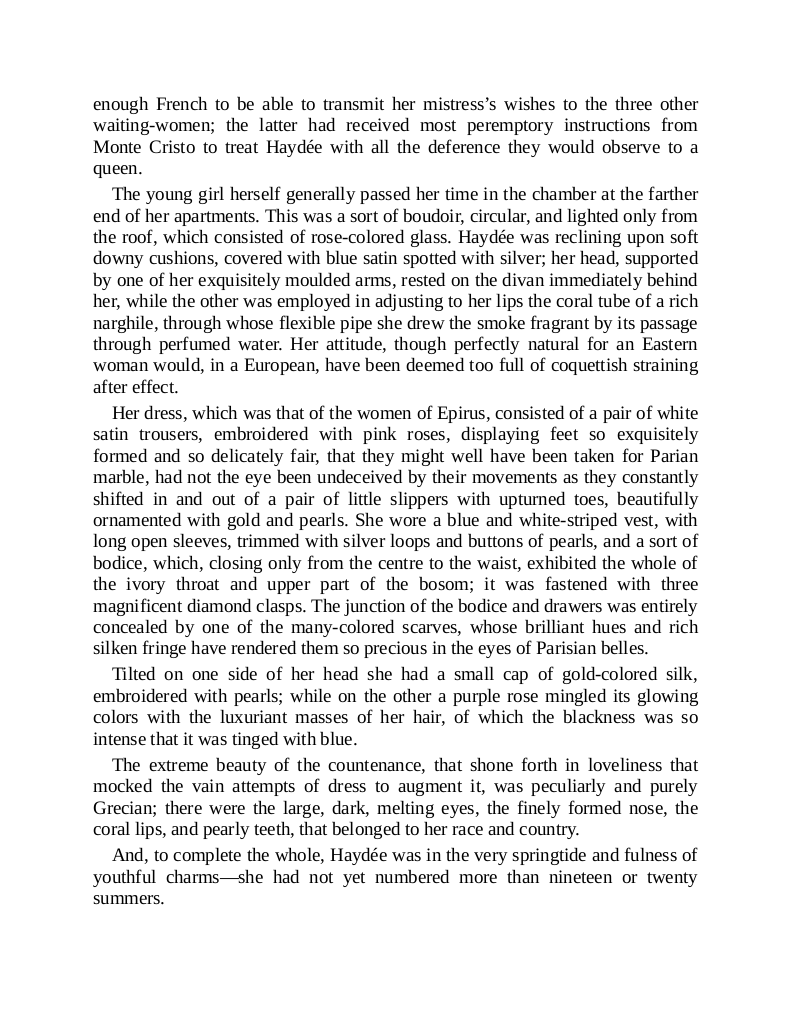 enough French to be able to transmit her mistress’s wishes to the three other
waiting-women; the latter had received most peremptory instructions from
Monte Cristo to treat Haydée with all the deference they would observe to a
queen.
The young girl herself generally passed her time in the chamber at the farther
end of her apartments. This was a sort of boudoir, circular, and lighted only from
the roof, which consisted of rose-colored glass. Haydée was reclining upon soft
downy cushions, covered with blue satin spotted with silver; her head, supported
by one of her exquisitely moulded arms, rested on the divan immediately behind
her, while the other was employed in adjusting to her lips the coral tube of a rich
narghile, through whose flexible pipe she drew the smoke fragrant by its passage
through perfumed water. Her attitude, though perfectly natural for an Eastern
woman would, in a European, have been deemed too full of coquettish straining
after effect.
Her dress, which was that of the women of Epirus, consisted of a pair of white
satin trousers, embroidered with pink roses, displaying feet so exquisitely
formed and so delicately fair, that they might well have been taken for Parian
marble, had not the eye been undeceived by their movements as they constantly
shifted in and out of a pair of little slippers with upturned toes, beautifully
ornamented with gold and pearls. She wore a blue and white-striped vest, with
long open sleeves, trimmed with silver loops and buttons of pearls, and a sort of
bodice, which, closing only from the centre to the waist, exhibited the whole of
the ivory throat and upper part of the bosom; it was fastened with three
magnificent diamond clasps. The junction of the bodice and drawers was entirely
concealed by one of the many-colored scarves, whose brilliant hues and rich
silken fringe have rendered them so precious in the eyes of Parisian belles.
Tilted on one side of her head she had a small cap of gold-colored silk,
embroidered with pearls; while on the other a purple rose mingled its glowing
colors with the luxuriant masses of her hair, of which the blackness was so
intense that it was tinged with blue.
The extreme beauty of the countenance, that shone forth in loveliness that
mocked the vain attempts of dress to augment it, was peculiarly and purely
Grecian; there were the large, dark, melting eyes, the finely formed nose, the
coral lips, and pearly teeth, that belonged to her race and country.
And, to complete the whole, Haydée was in the very springtide and fulness of
youthful charms—she had not yet numbered more than nineteen or twenty
summers.